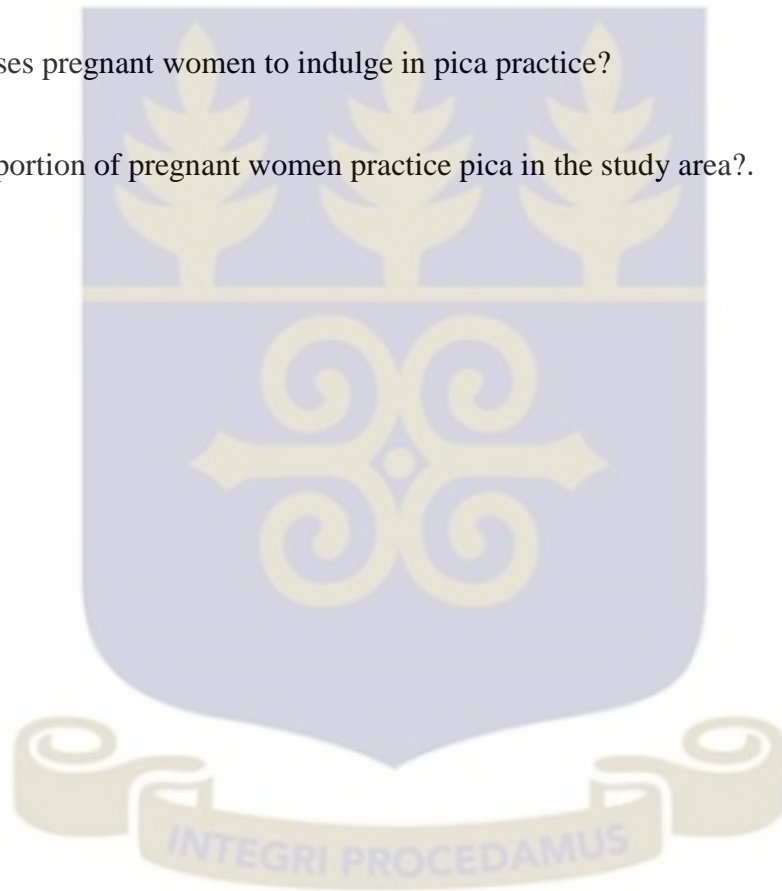 ses pregnant women to indulge in pica practice?
portion of pregnant women practice pica in the study area?.
INTEGRI PROCEDAMUS